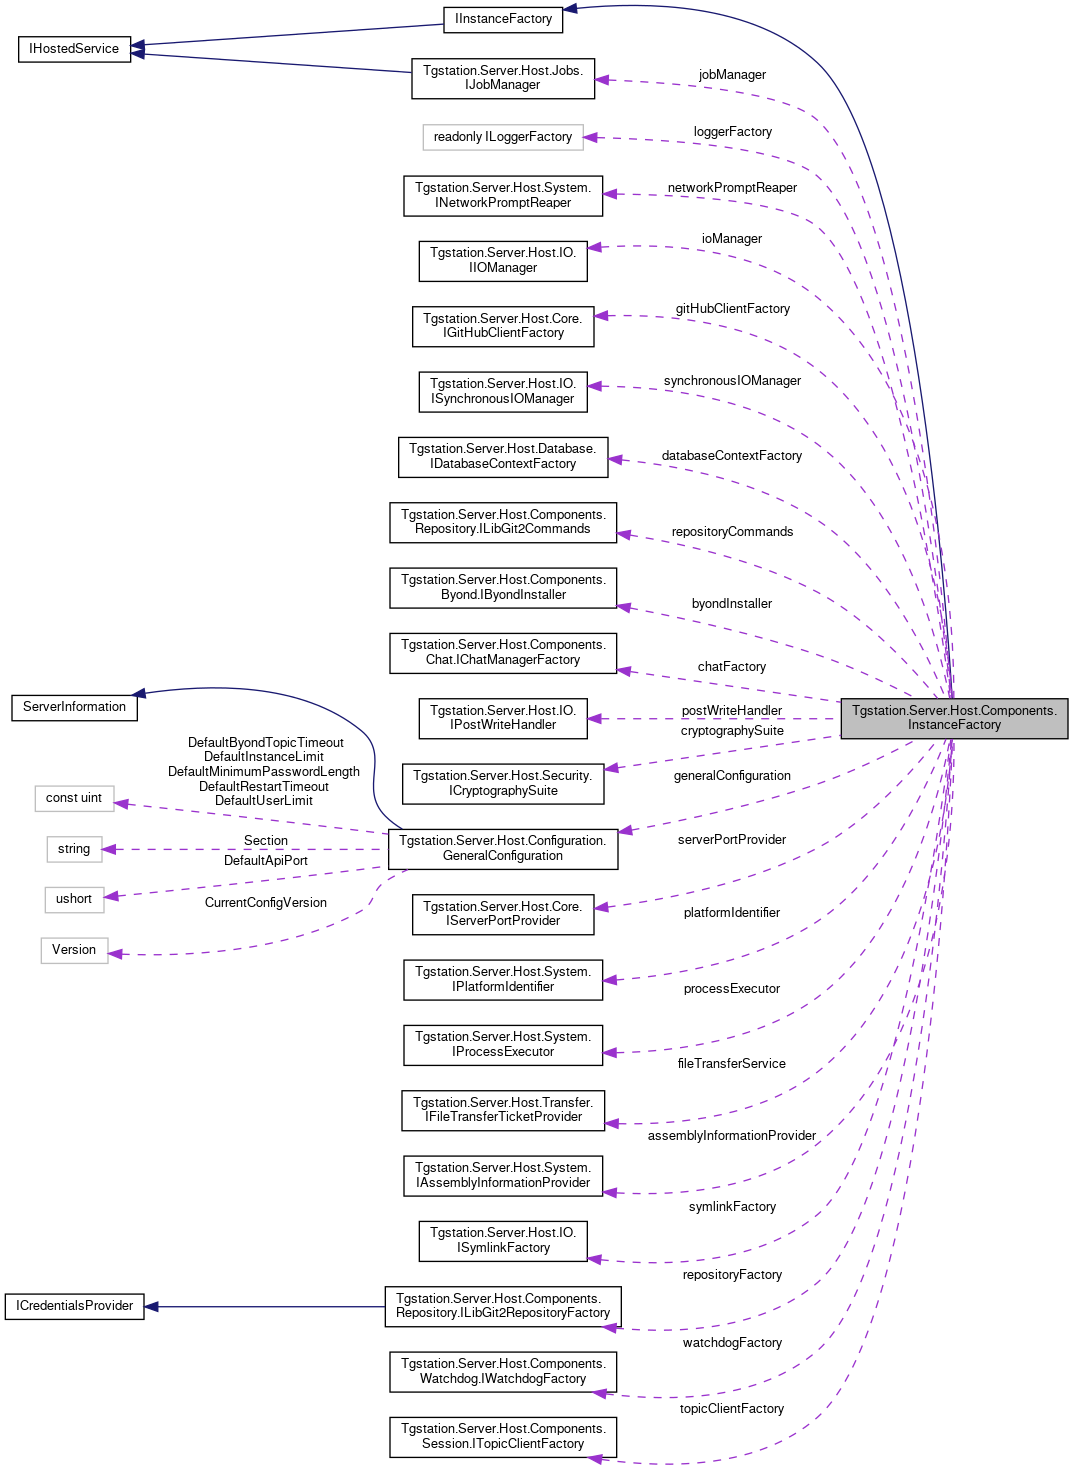 IInstanceFactory
IHostedService
Tgstation.Server.Host.Jobs.
IJobManager
jobManager
readonly ILoggerFactory
loggerFactory
Tgstation.Server.Host.System.
INetworkPromptReaper
networkPromptReaper
Tgstation.Server.Host.IO.
IIOManager
ioManager
Tgstation.Server.Host.Core.
IGitHubClientFactory
gitHubClientFactory
Tgstation.Server.Host.IO.
ISynchronousIOManager
synchronousIOManager
Tgstation.Server.Host.Database.
IDatabaseContextFactory
databaseContextFactory
Tgstation.Server.Host.Components.
Repository.ILibGit2Commands
repositoryCommands
Tgstation.Server.Host.Components.
Byond.IByondInstaller
byondInstaller
Tgstation.Server.Host.Components.
Chat.IChatManagerFactory
chatFactory
ServerInformation
Tgstation.Server.Host.IO.
IPostWriteHandler
postWriteHandler
Tgstation.Server.Host.Components.
InstanceFactory
cryptographySuite
Tgstation.Server.Host.Security.
ICryptographySuite
generalConfiguration
DefaultByondTopicTimeout
DefaultInstanceLimit
DefaultMinimumPasswordLength
DefaultRestartTimeout
DefaultUserLimit
const uint
Section
string
Tgstation.Server.Host.Configuration.
GeneralConfiguration
serverPortProvider
DefaultApiPort
ushort
CurrentConfigVersion
Version
Tgstation.Server.Host.Core.
IServerPortProvider
platformIdentifier
Tgstation.Server.Host.System.
IPlatformIdentifier
processExecutor
Tgstation.Server.Host.System.
IProcessExecutor
fileTransferService
Tgstation.Server.Host.Transfer.
IFileTransferTicketProvider
assemblyInformationProvider
Tgstation.Server.Host.System.
IAssemblyInformationProvider
symlinkFactory
Tgstation.Server.Host.IO.
ISymlinkFactory
repositoryFactory
ICredentialsProvider
Tgstation.Server.Host.Components.
Repository.ILibGit2RepositoryFactory
watchdogFactory
Tgstation.Server.Host.Components.
Watchdog.IWatchdogFactory
topicClientFactory
Tgstation.Server.Host.Components.
Session.ITopicClientFactory